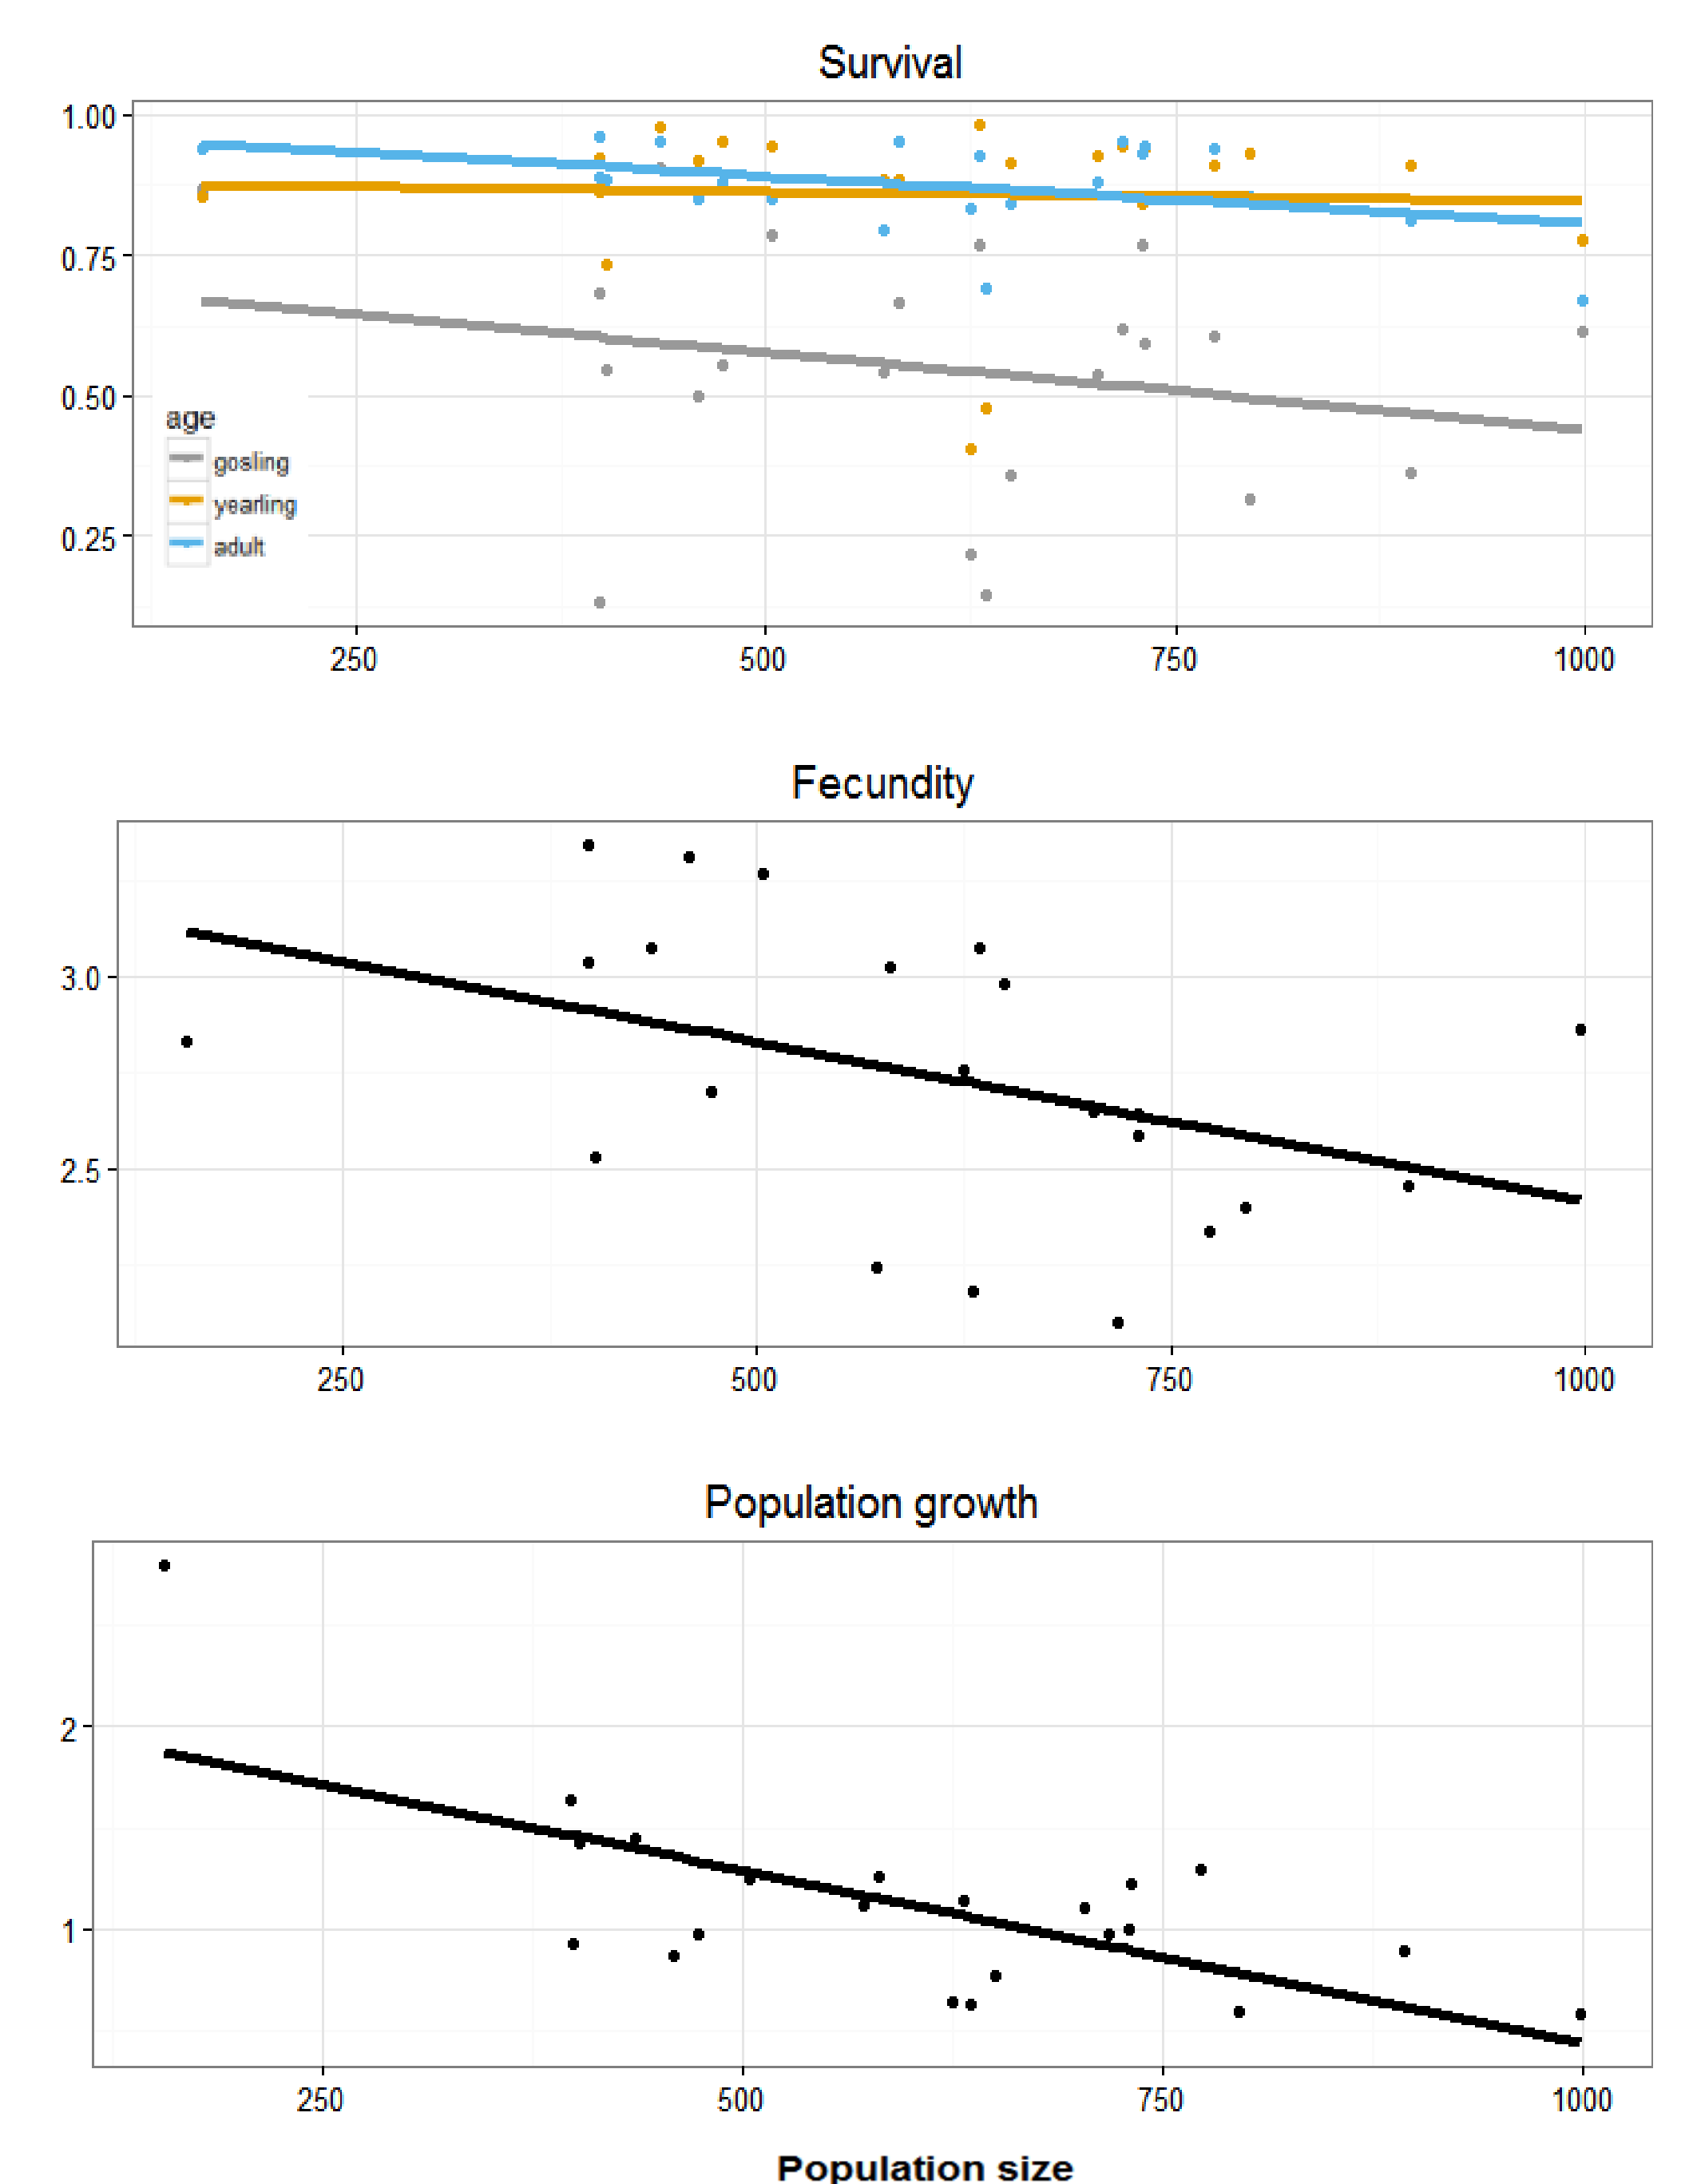 Survival
1.00
0.75
0.50
0.25
age
gosling
yearling
adult
250 500 750 1000
Fecundity
3.0
2.5
250 500 750 1000
Population growth
2
1
250 500 750 1000
Population size